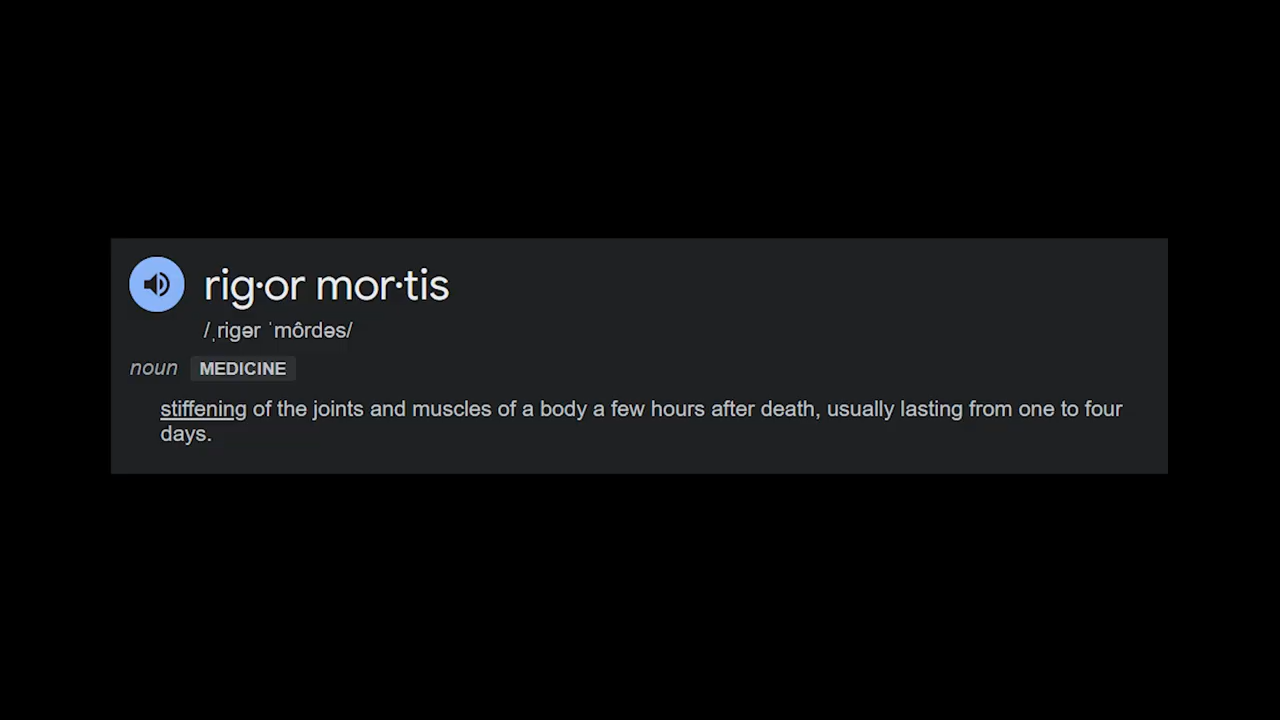 rig·or mor·tis
/ˌrigər ˈmôrdəs/
noun MEDICINE
stiffening of the joints and muscles of a body a few hours after death, usually lasting from one to four
days.